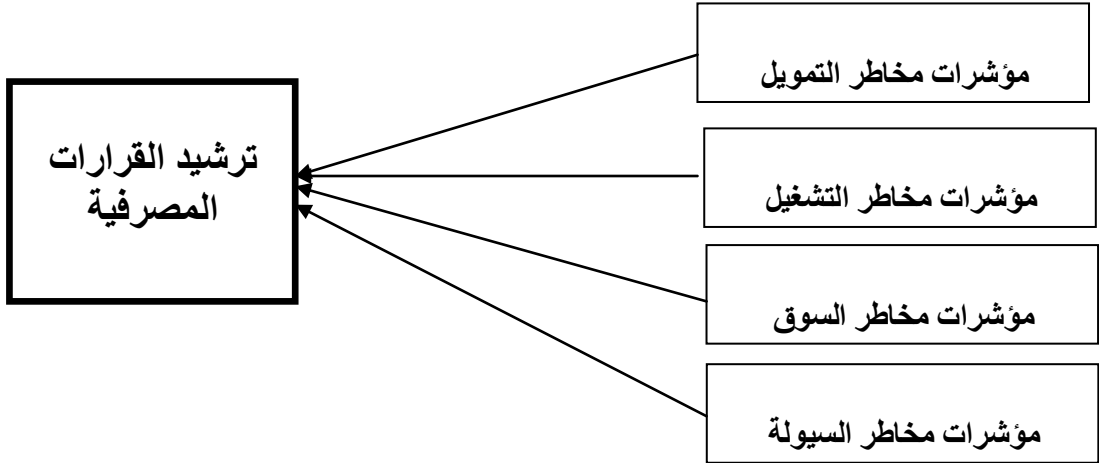 مؤشرات مخاطر التمويل
ترشيد القرارات
المصرفية
مؤشرات مخاطر التشغيل
مؤشرات مخاطر السوق
مؤشرات مخاطر السيولة